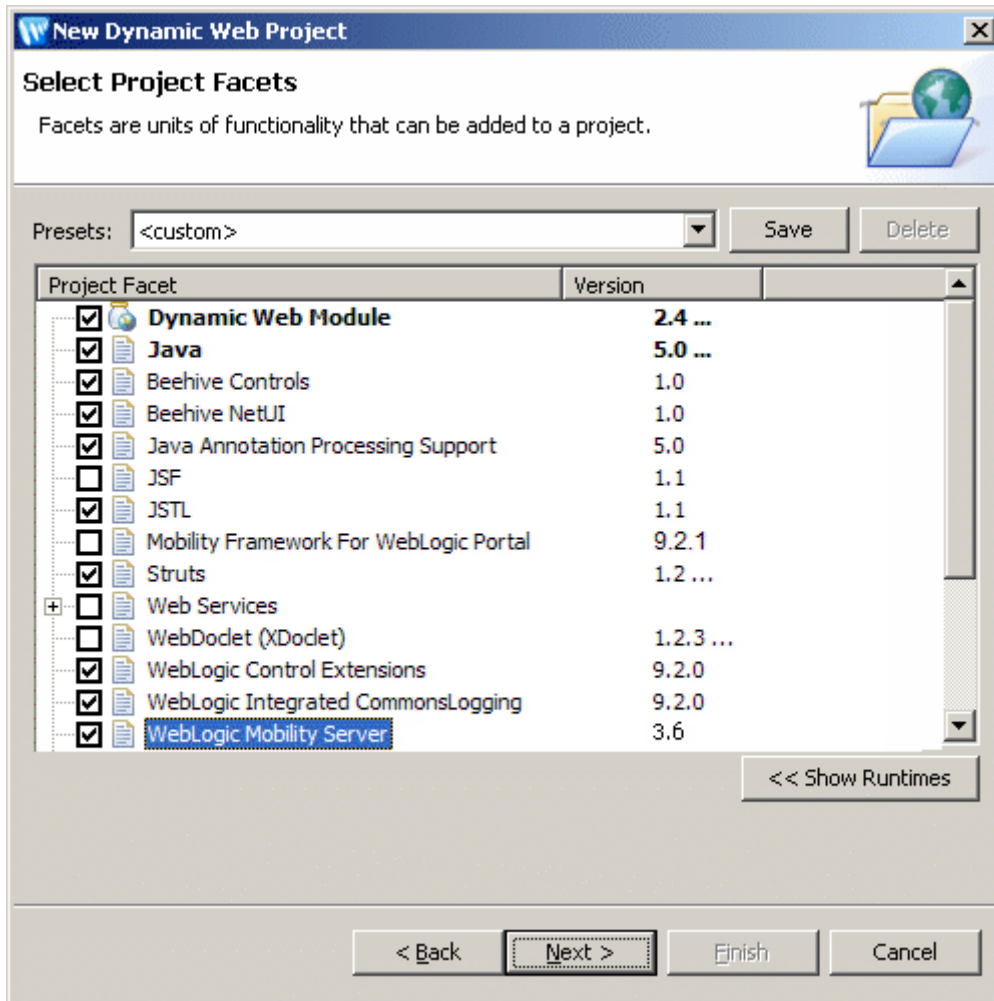 New Dynamic Web Project
Select Project Facets
Facets are units of functionality that can be added to a project.
Presets: <custom> Save Delete
Project Facet Version
Dynamic Web Module 2.4 ...
Java 5.0 ...
Beehive Controls 1.0
Beehive NetUI 1.0
Java Annotation Processing Support 5.0
JSF 1.1
JSTL 1.1
Mobility Framework For WebLogic Portal 9.2.1
Struts 1.2 ...
Web Services
WebDoclet (XDoclet) 1.2.3 ...
WebLogic Control Extensions 9.2.0
WebLogic Integrated CommonsLogging 9.2.0
WebLogic Mobility Server 3.6
<< Show Runtimes
< Back Next > Finish Cancel